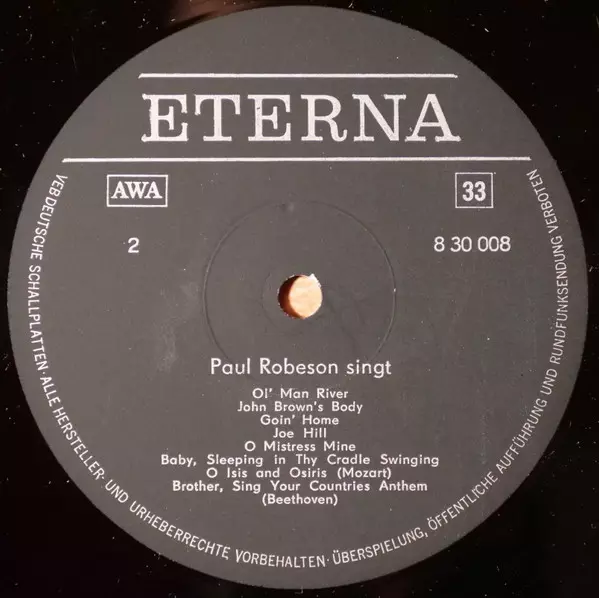 ETERNA
AWA
33
2
8 30 008
Paul Robeson singt
Ol' Man River
John Brown's Body
Goin' Home
Joe Hill
O Mistress Mine
Baby, Sleeping in Thy Cradle Swinging
O Isis and Osiris (Mozart)
Brother, Sing Your Countries Anthem
(Beethoven)
VEB DEUTSCHE SCHALLPLATTEN · ALLE HERSTELLER- UND URHEBERRECHTE VORBEHALTEN · ÜBERSPIELUNG, ÖFFENTLICHE AUFFÜHRUNG UND RUNDFUNKSENDUNG VERBOTEN